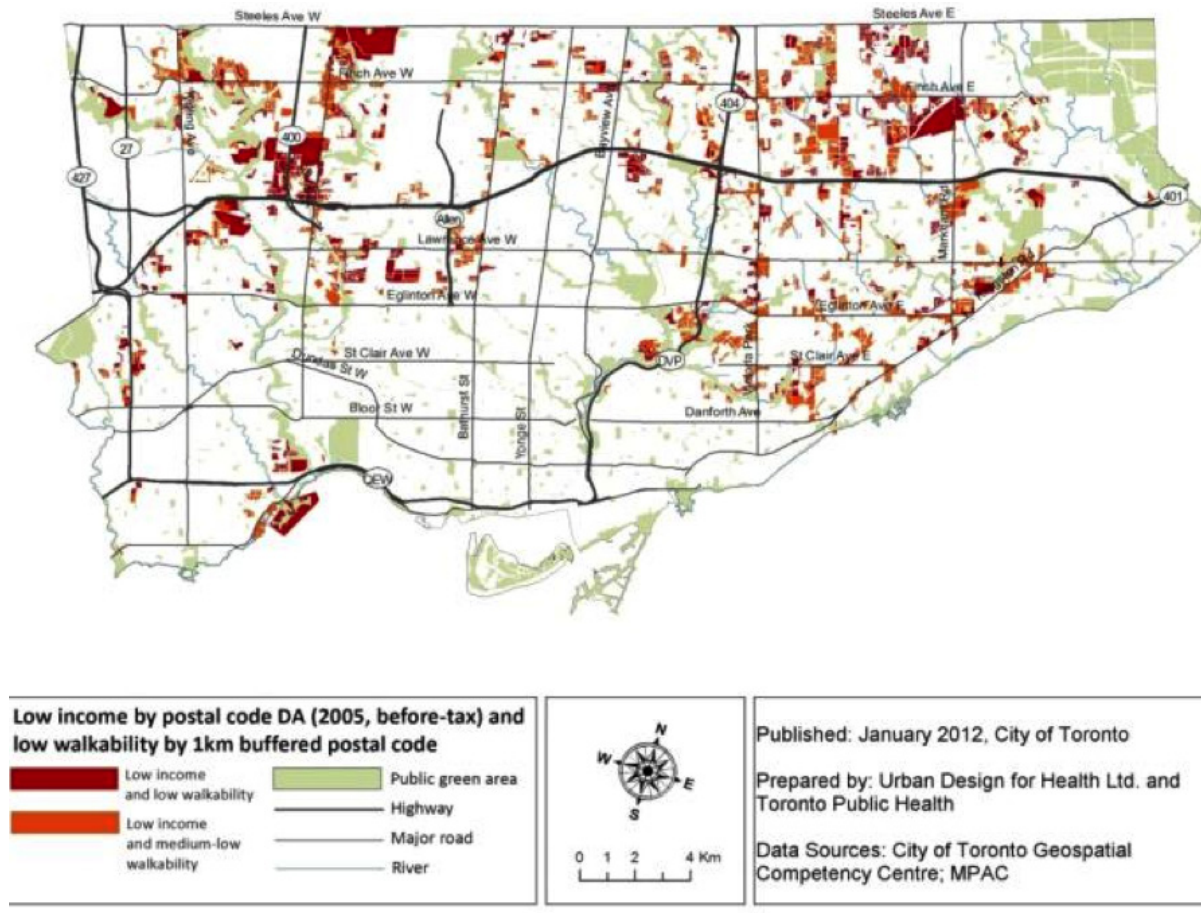 Steeles Ave W
Steeles Ave E
Finch Ave W
Finch Ave E
404
400
27
Bayview Ave
427
401
Allen
Markham Rd
Lawrence Ave W
Eglinton Ave W
Eglinton Ave E
St Clair Ave W
DVP
Victoria Park
St Clair Ave E
Dundas St W
Bloor St W
Bathurst St
Yonge St
Danforth Ave
QEW
Low income by postal code DA (2005, before-tax) and
low walkability by 1km buffered postal code
Low income
and low walkability
Low income
and medium-low
walkability
Public green area
Highway
Major road
River
N
W
E
S
0 1 2 4 Km
Published: January 2012, City of Toronto
Prepared by: Urban Design for Health Ltd. and
Toronto Public Health
Data Sources: City of Toronto Geospatial
Competency Centre; MPAC